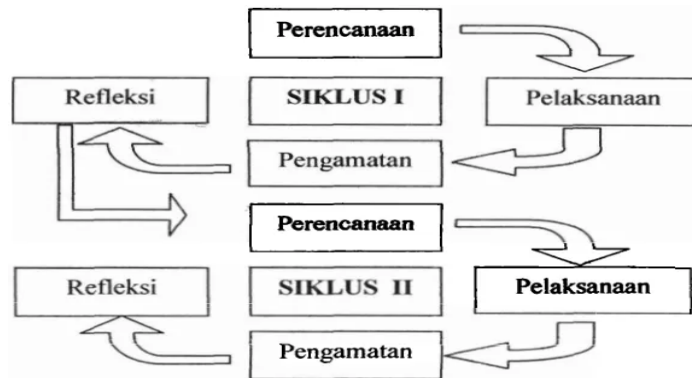 Perencanaan
Refleksi
SIKLUS I
Pelaksanaan
Pengamatan
Perencanaan
Refleksi
SIKLUS II
Pelaksanaan
Pengamatan